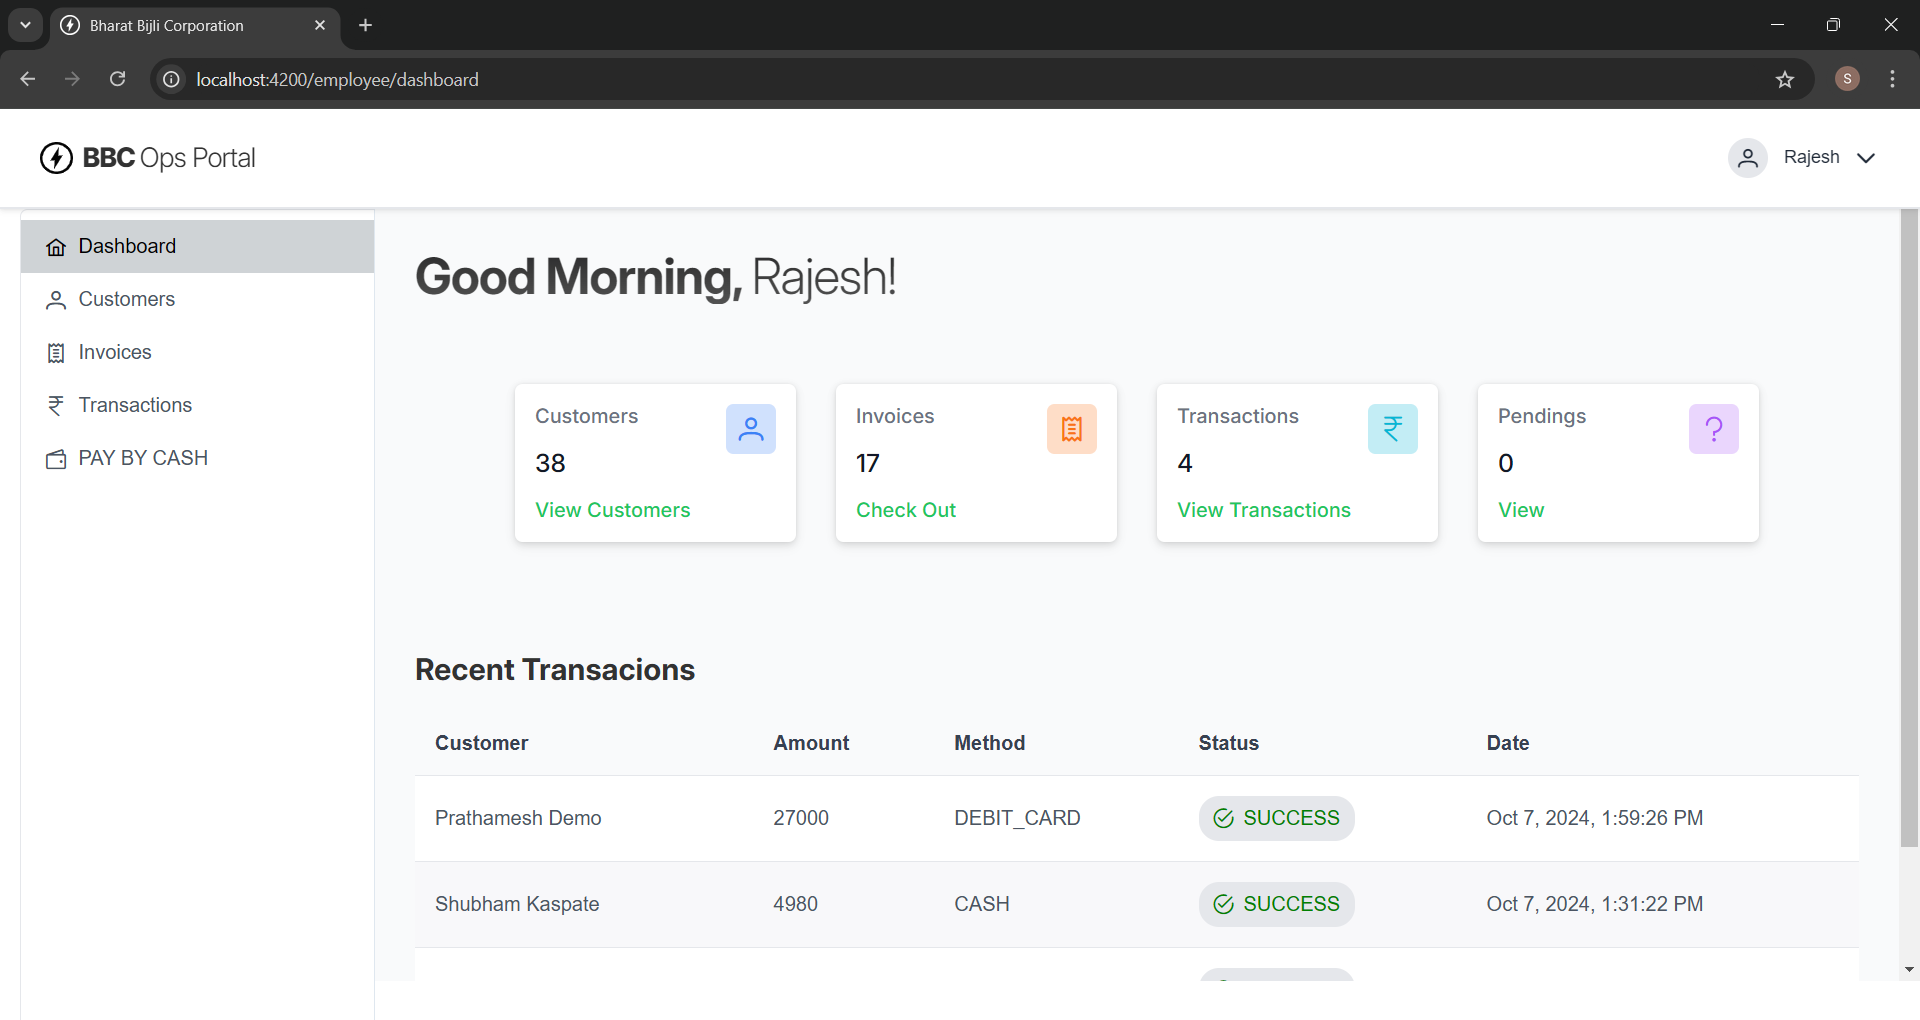 Bharat Bijli Corporation
localhost:4200/employee/dashboard
S
BBC Ops Portal
Rajesh
Dashboard
Customers
Invoices
Transactions
PAY BY CASH
Good Morning, Rajesh!
Customers
38
View Customers
Invoices
17
Check Out
Transactions
4
View Transactions
Pendings
0
View
Recent Transacions
Customer Amount Method Status Date
Prathamesh Demo 27000 DEBIT_CARD SUCCESS Oct 7, 2024, 1:59:26 PM
Shubham Kaspate 4980 CASH SUCCESS Oct 7, 2024, 1:31:22 PM